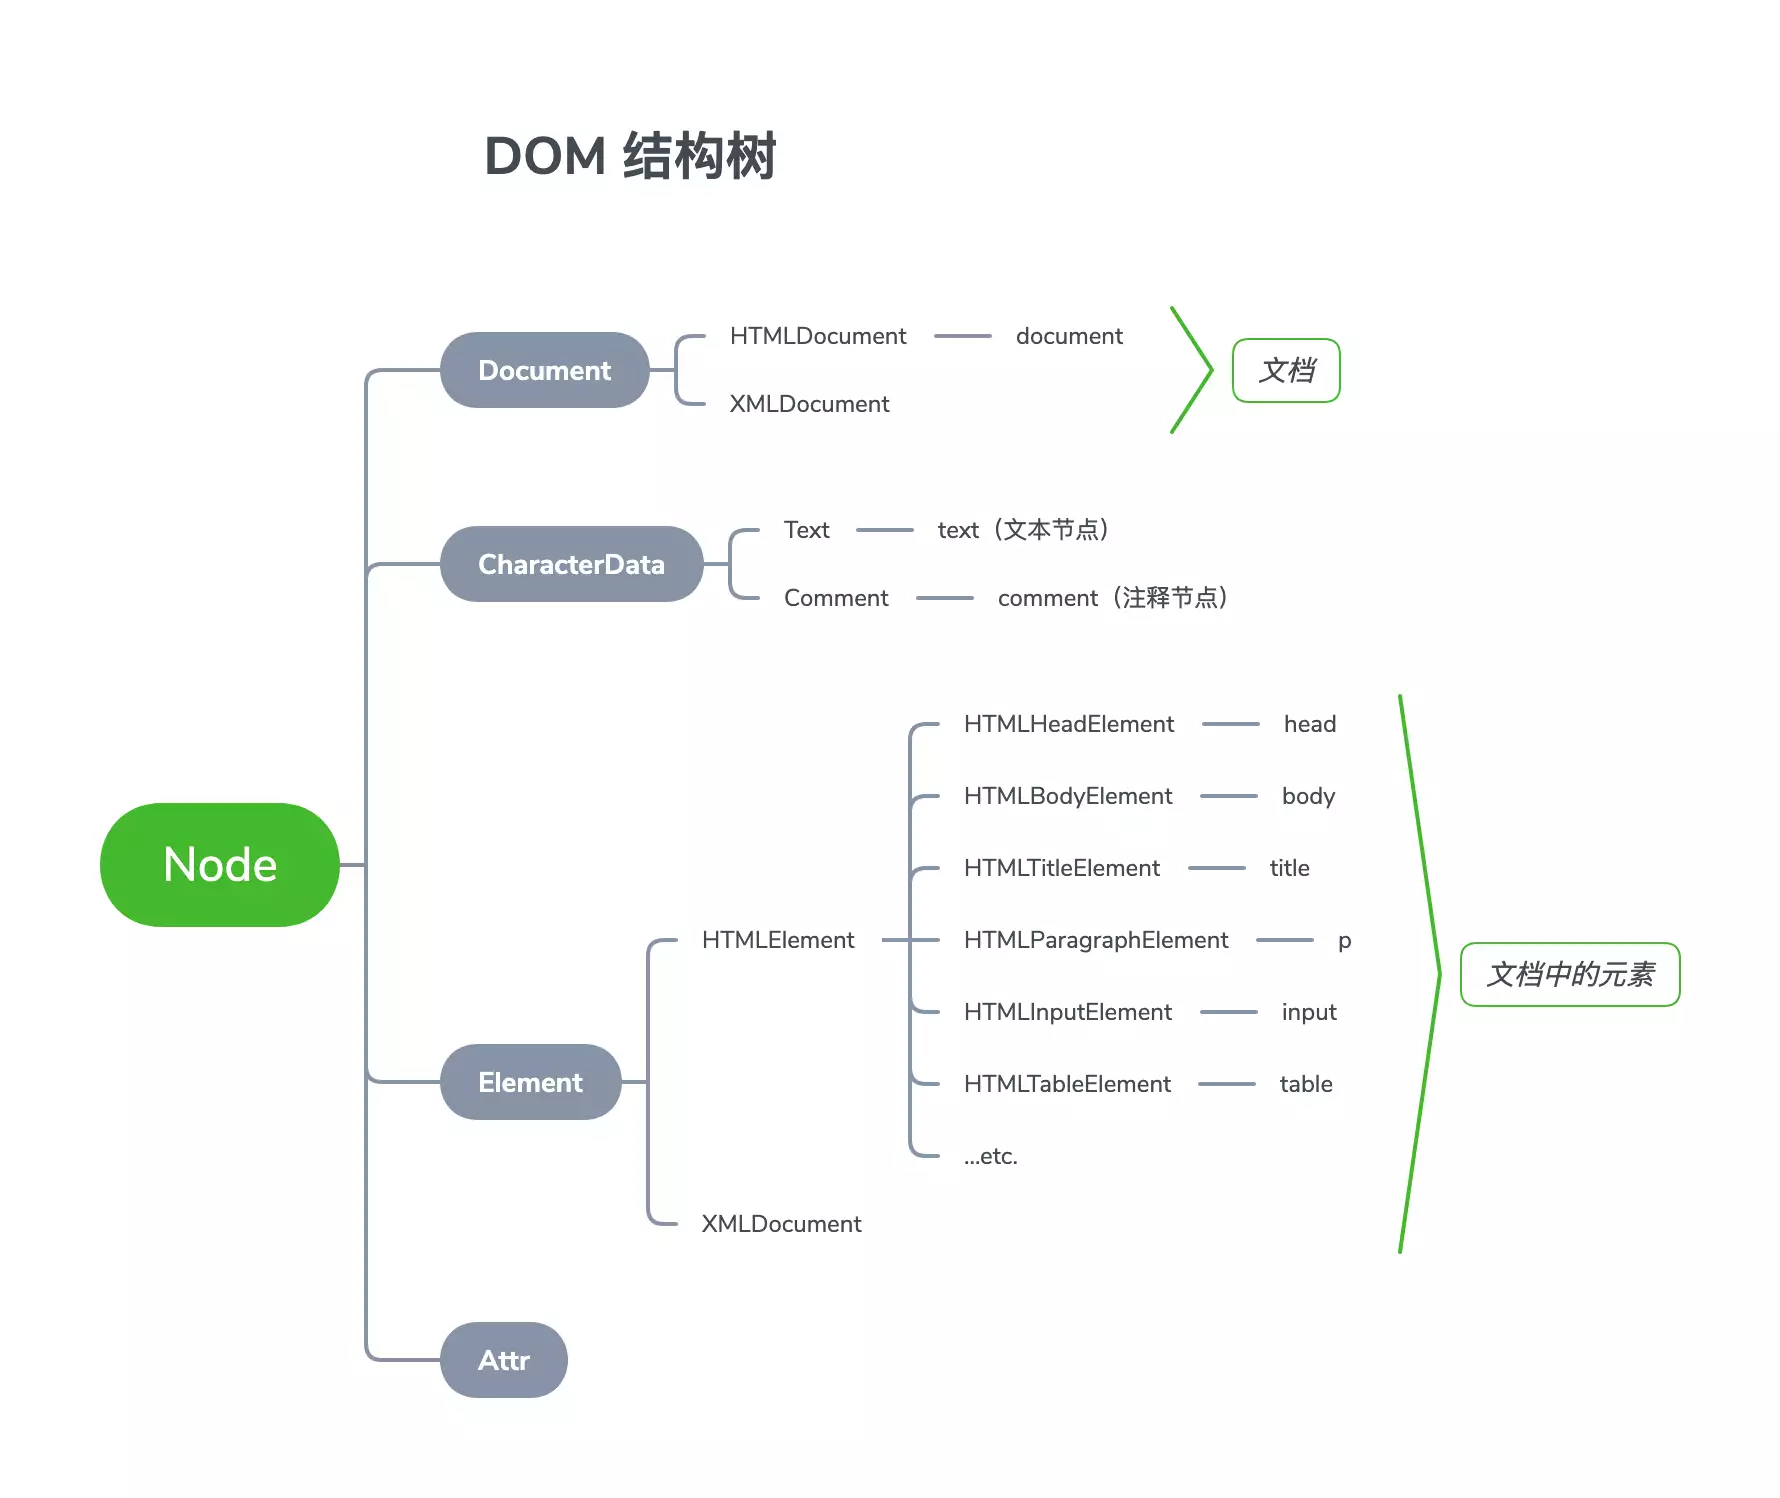 DOM 结构树
Node
Document
HTMLDocument
document
XMLDocument
文档
CharacterData
Text
text（文本节点）
Comment
comment（注释节点）
Element
HTMLElement
HTMLHeadElement
head
HTMLBodyElement
body
HTMLTitleElement
title
HTMLParagraphElement
p
HTMLInputElement
input
HTMLTableElement
table
...etc.
XMLDocument
文档中的元素
Attr